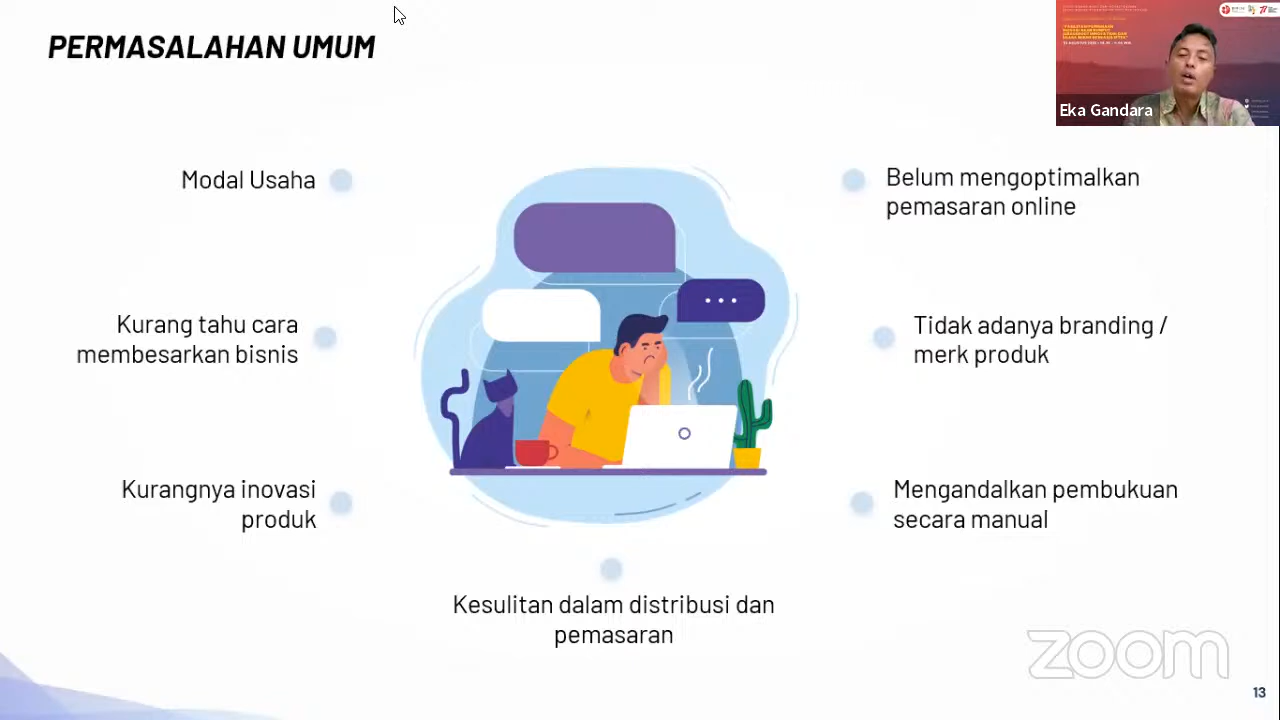 PERMASALAHAN UMUM
Eka Gandara
Modal Usaha
Belum mengoptimalkan
pemasaran online
Kurang tahu cara
membesarkan bisnis
Tidak adanya branding /
merk produk
Kurangnya inovasi
produk
Mengandalkan pembukuan
secara manual
Kesulitan dalam distribusi dan
pemasaran
zoom
13